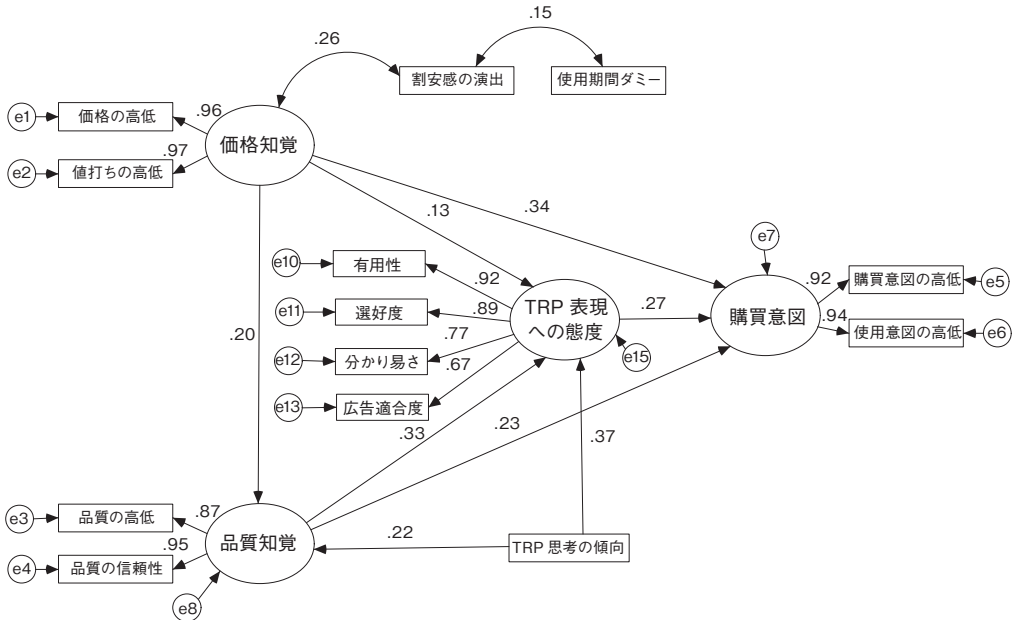 .15
.26
割安感の演出
使用期間ダミー
e1
価格の高低
.96
価格知覚
e2
値打ちの高低
.97
.13
.34
e7
e10
有用性
.92
e11
選好度
.89
TRP 表現
への態度
.27
購買意図
.92
購買意図の高低
e5
.94
使用意図の高低
e6
.20
.77
e12
分かり易さ
e15
.67
e13
広告適合度
.33
.23
.37
e3
品質の高低
.87
品質知覚
.22
TRP 思考の傾向
.95
e4
品質の信頼性
e8